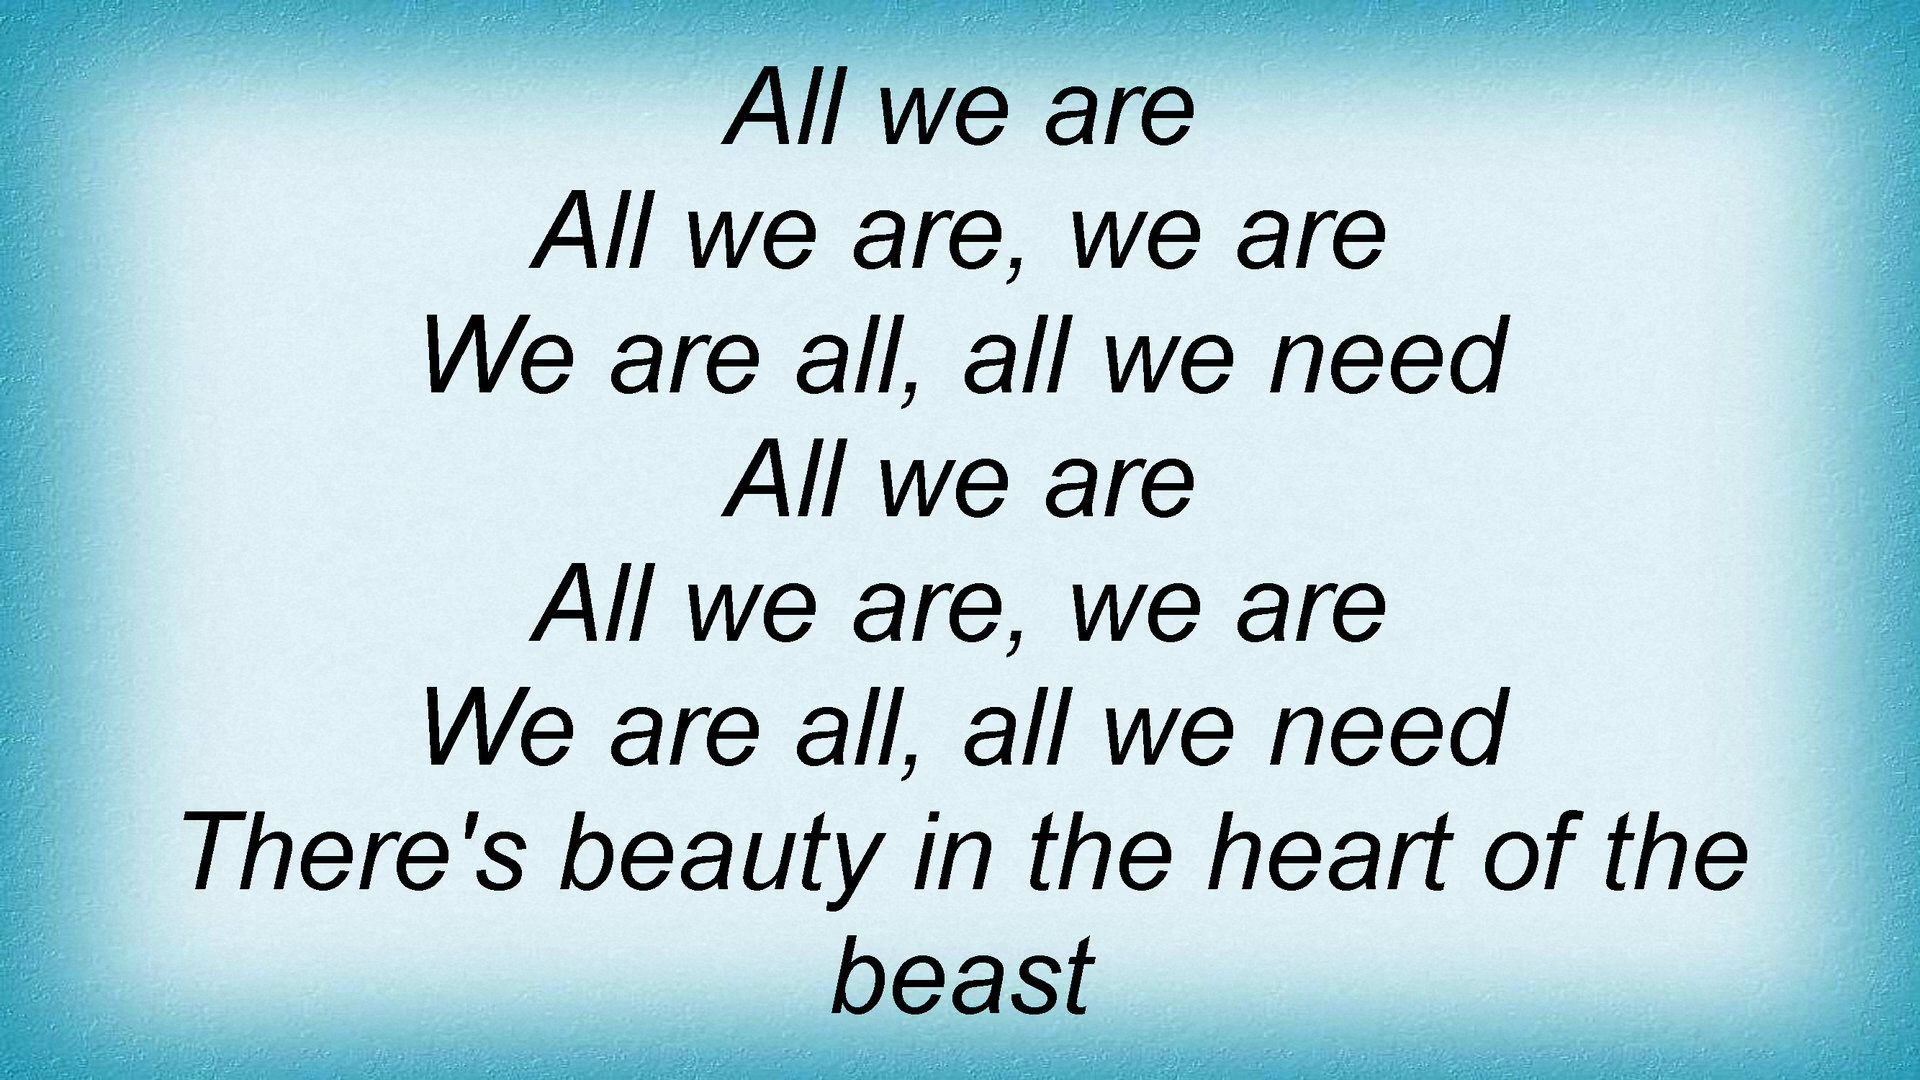 All we are
All we are, we are
We are all, all we need
All we are
All we are, we are
We are all, all we need
There's beauty in the heart of the
beast